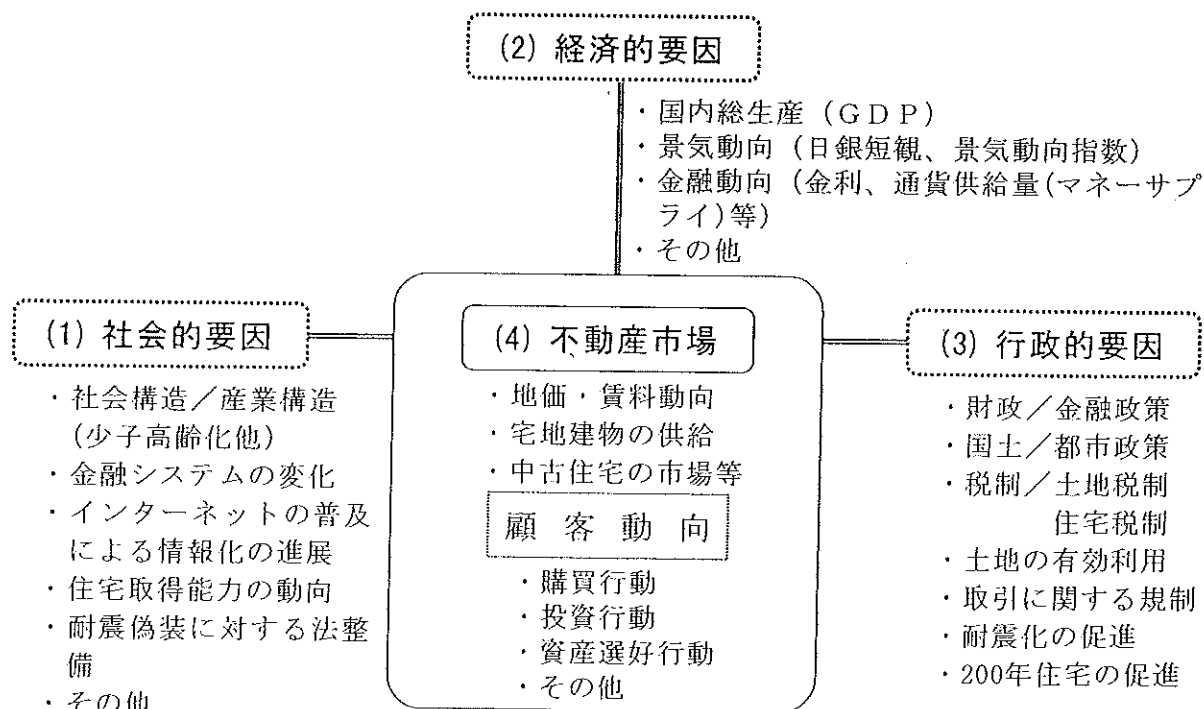 (2) 経済的要因
・国内総生産（ＧＤＰ）
・景気動向（日銀短観、景気動向指数）
・金融動向（金利、通貨供給量(マネーサプ
ライ)等）
・その他
(1) 社会的要因
・社会構造／産業構造
(少子高齢化他)
・金融システムの変化
・インターネットの普及
による情報化の進展
・住宅取得能力の動向
・耐震偽装に対する法整
備
・その他
(4) 不動産市場
・地価・賃料動向
・宅地建物の供給
・中古住宅の市場等
顧客動向
・購買行動
・投資行動
・資産選好行動
・その他
(3) 行政的要因
・財政／金融政策
・国土／都市政策
・税制／土地税制
住宅税制
・土地の有効利用
・取引に関する規制
・耐震化の促進
・200年住宅の促進